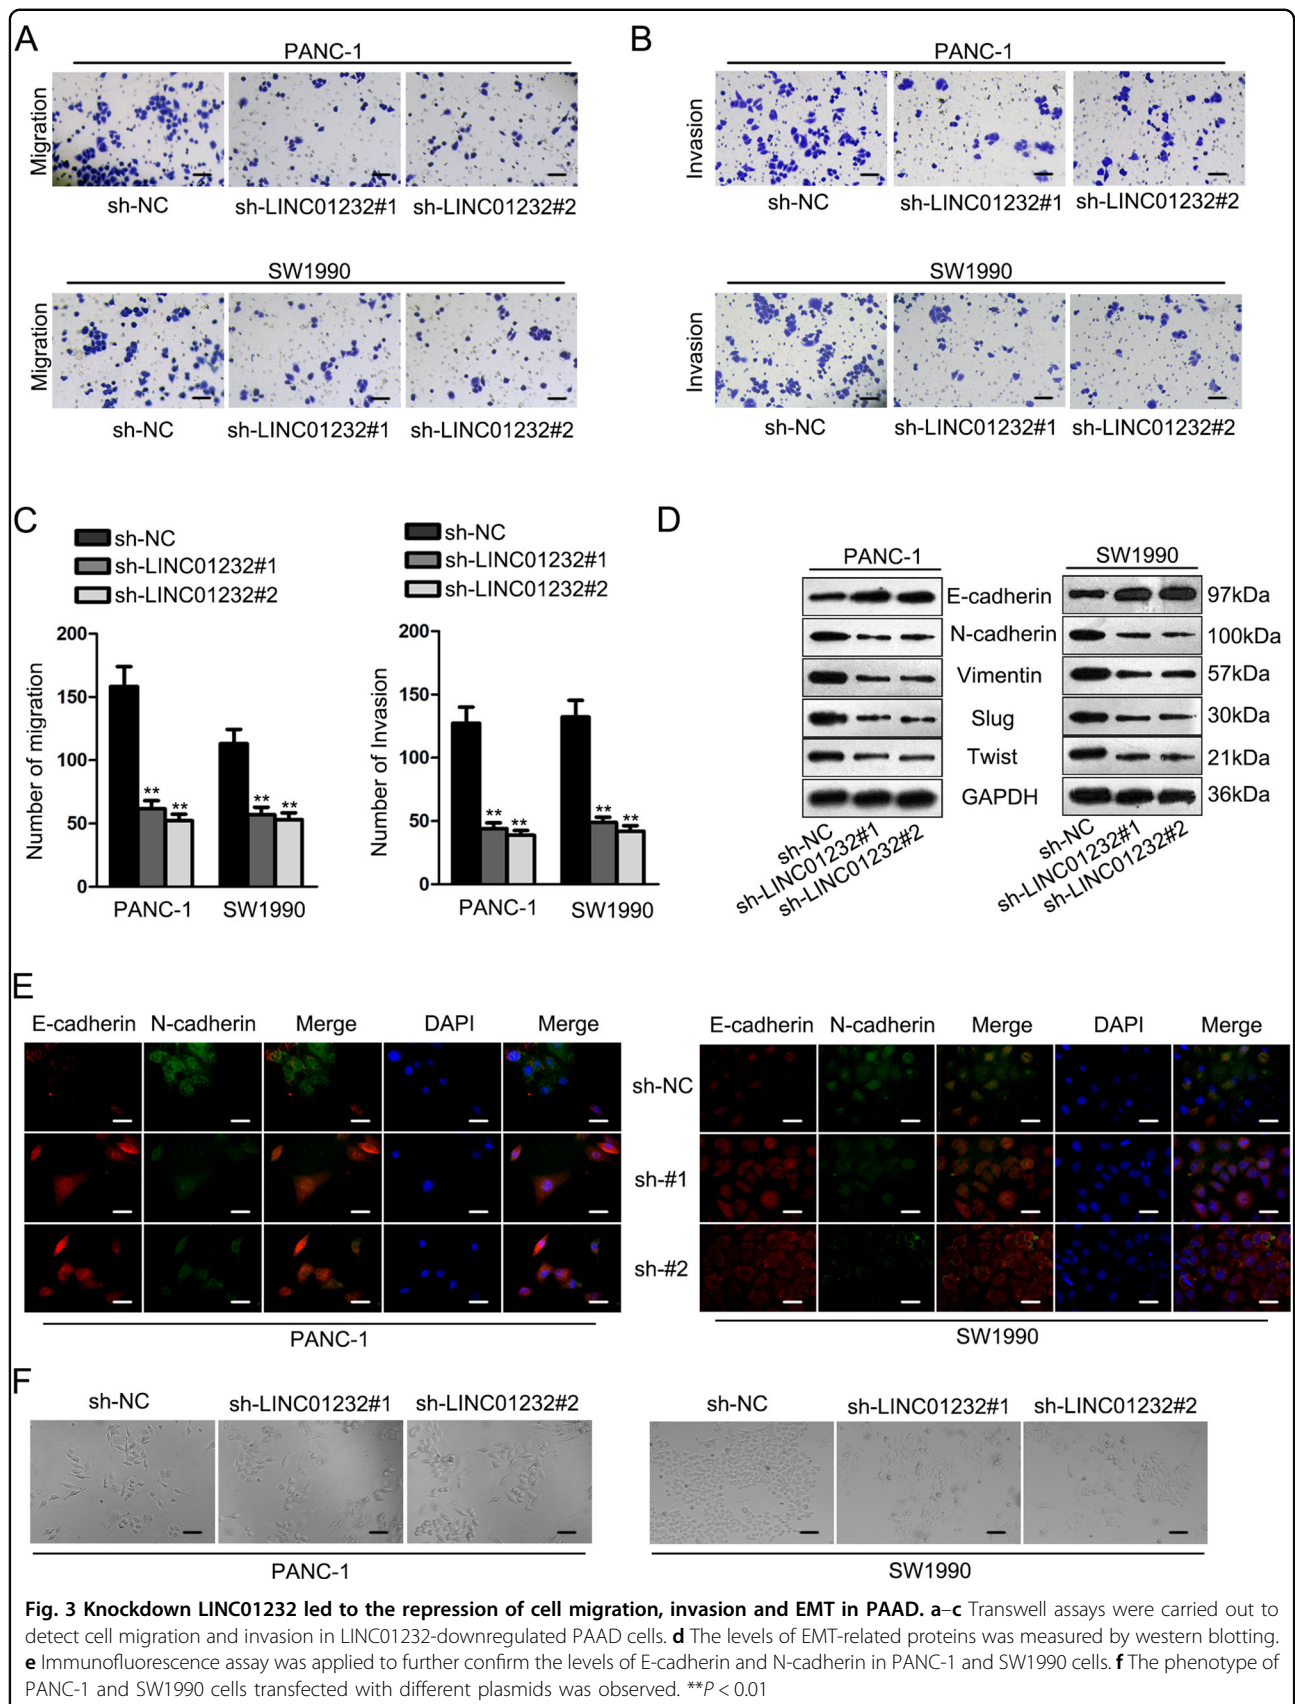 A
PANC-1
Migration
sh-NC sh-LINC01232#1 sh-LINC01232#2
SW1990
Migration
sh-NC sh-LINC01232#1 sh-LINC01232#2
B
PANC-1
Invasion
sh-NC sh-LINC01232#1 sh-LINC01232#2
SW1990
Invasion
sh-NC sh-LINC01232#1 sh-LINC01232#2
C
sh-NC
sh-LINC01232#1
sh-LINC01232#2
Number of migration
200
150
100
50
0
** ** ** **
PANC-1 SW1990
sh-NC
sh-LINC01232#1
sh-LINC01232#2
Number of Invasion
200
150
100
50
0
** ** ** **
PANC-1 SW1990
D
PANC-1 SW1990
E-cadherin 97kDa
N-cadherin 100kDa
Vimentin 57kDa
Slug 30kDa
Twist 21kDa
GAPDH 36kDa
sh-NC
sh-LINC01232#1
sh-LINC01232#2
sh-NC
sh-LINC01232#1
sh-LINC01232#2
E
E-cadherin N-cadherin Merge DAPI Merge
E-cadherin N-cadherin Merge DAPI Merge
sh-NC
sh-#1
sh-#2
PANC-1
SW1990
F
sh-NC sh-LINC01232#1 sh-LINC01232#2
sh-NC sh-LINC01232#1 sh-LINC01232#2
PANC-1
SW1990
Fig. 3 Knockdown LINC01232 led to the repression of cell migration, invasion and EMT in PAAD. a–c Transwell assays were carried out to
detect cell migration and invasion in LINC01232-downregulated PAAD cells. d The levels of EMT-related proteins was measured by western blotting.
e Immunofluorescence assay was applied to further confirm the levels of E-cadherin and N-cadherin in PANC-1 and SW1990 cells. f The phenotype of
PANC-1 and SW1990 cells transfected with different plasmids was observed. **P < 0.01